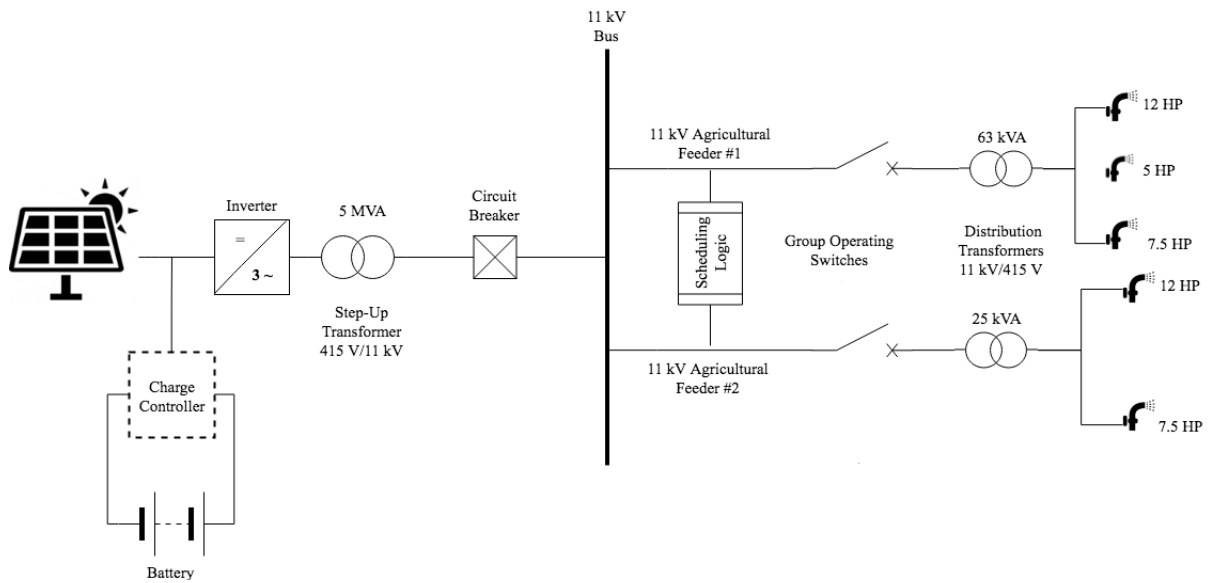 11 kV
Bus
12 HP
11 kV Agricultural
Feeder #1
63 kVA
5 HP
Inverter
5 MVA
Circuit
Breaker
=
3 ~
Scheduling
Logic
Group Operating
Switches
Distribution
Transformers
11 kV/415 V
7.5 HP
12 HP
Step-Up
Transformer
415 V/11 kV
25 kVA
11 kV Agricultural
Feeder #2
Charge
Controller
7.5 HP
Battery